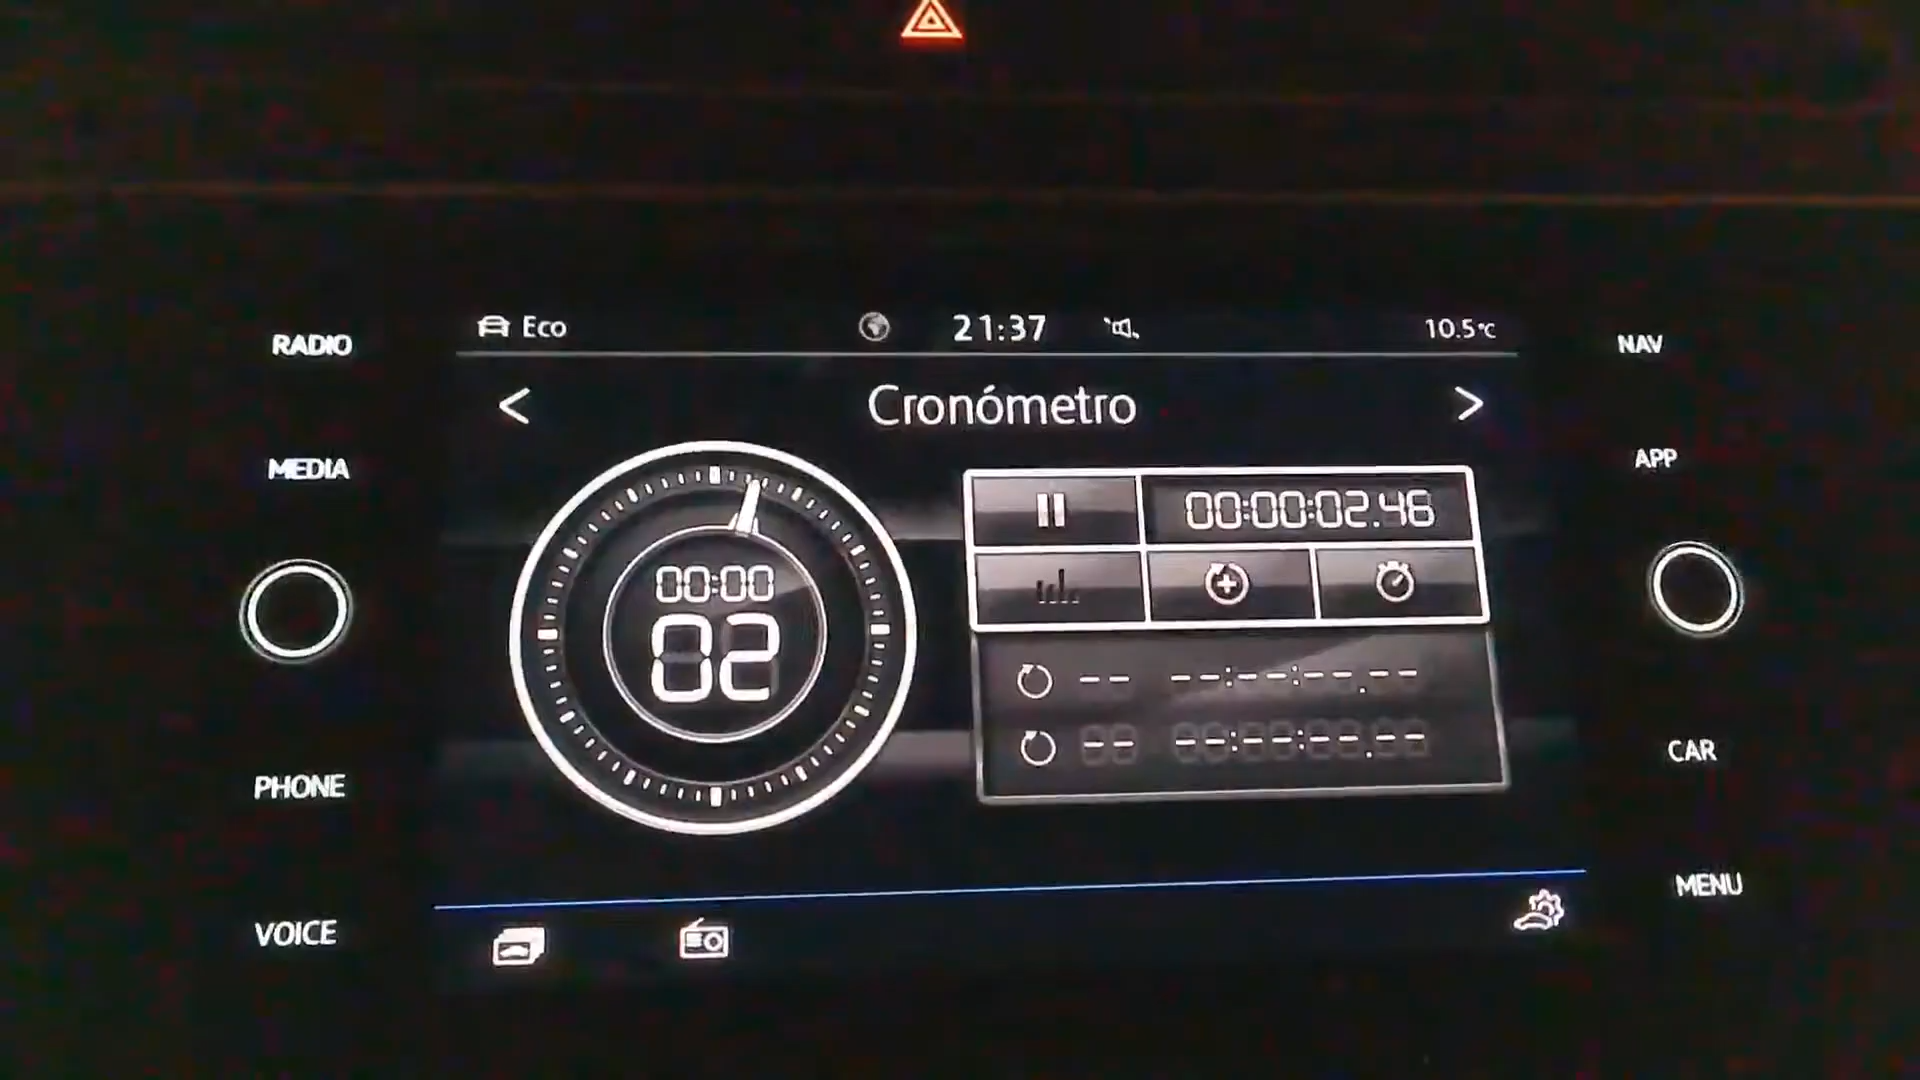 Eco 21:37 10.5°C
RADIO
NAV
< Cronómetro >
MEDIA
APP
00:00:02.46
00:00
02
-- --:--:--.--
-- --:--:--.--
PHONE
CAR
VOICE
MENU